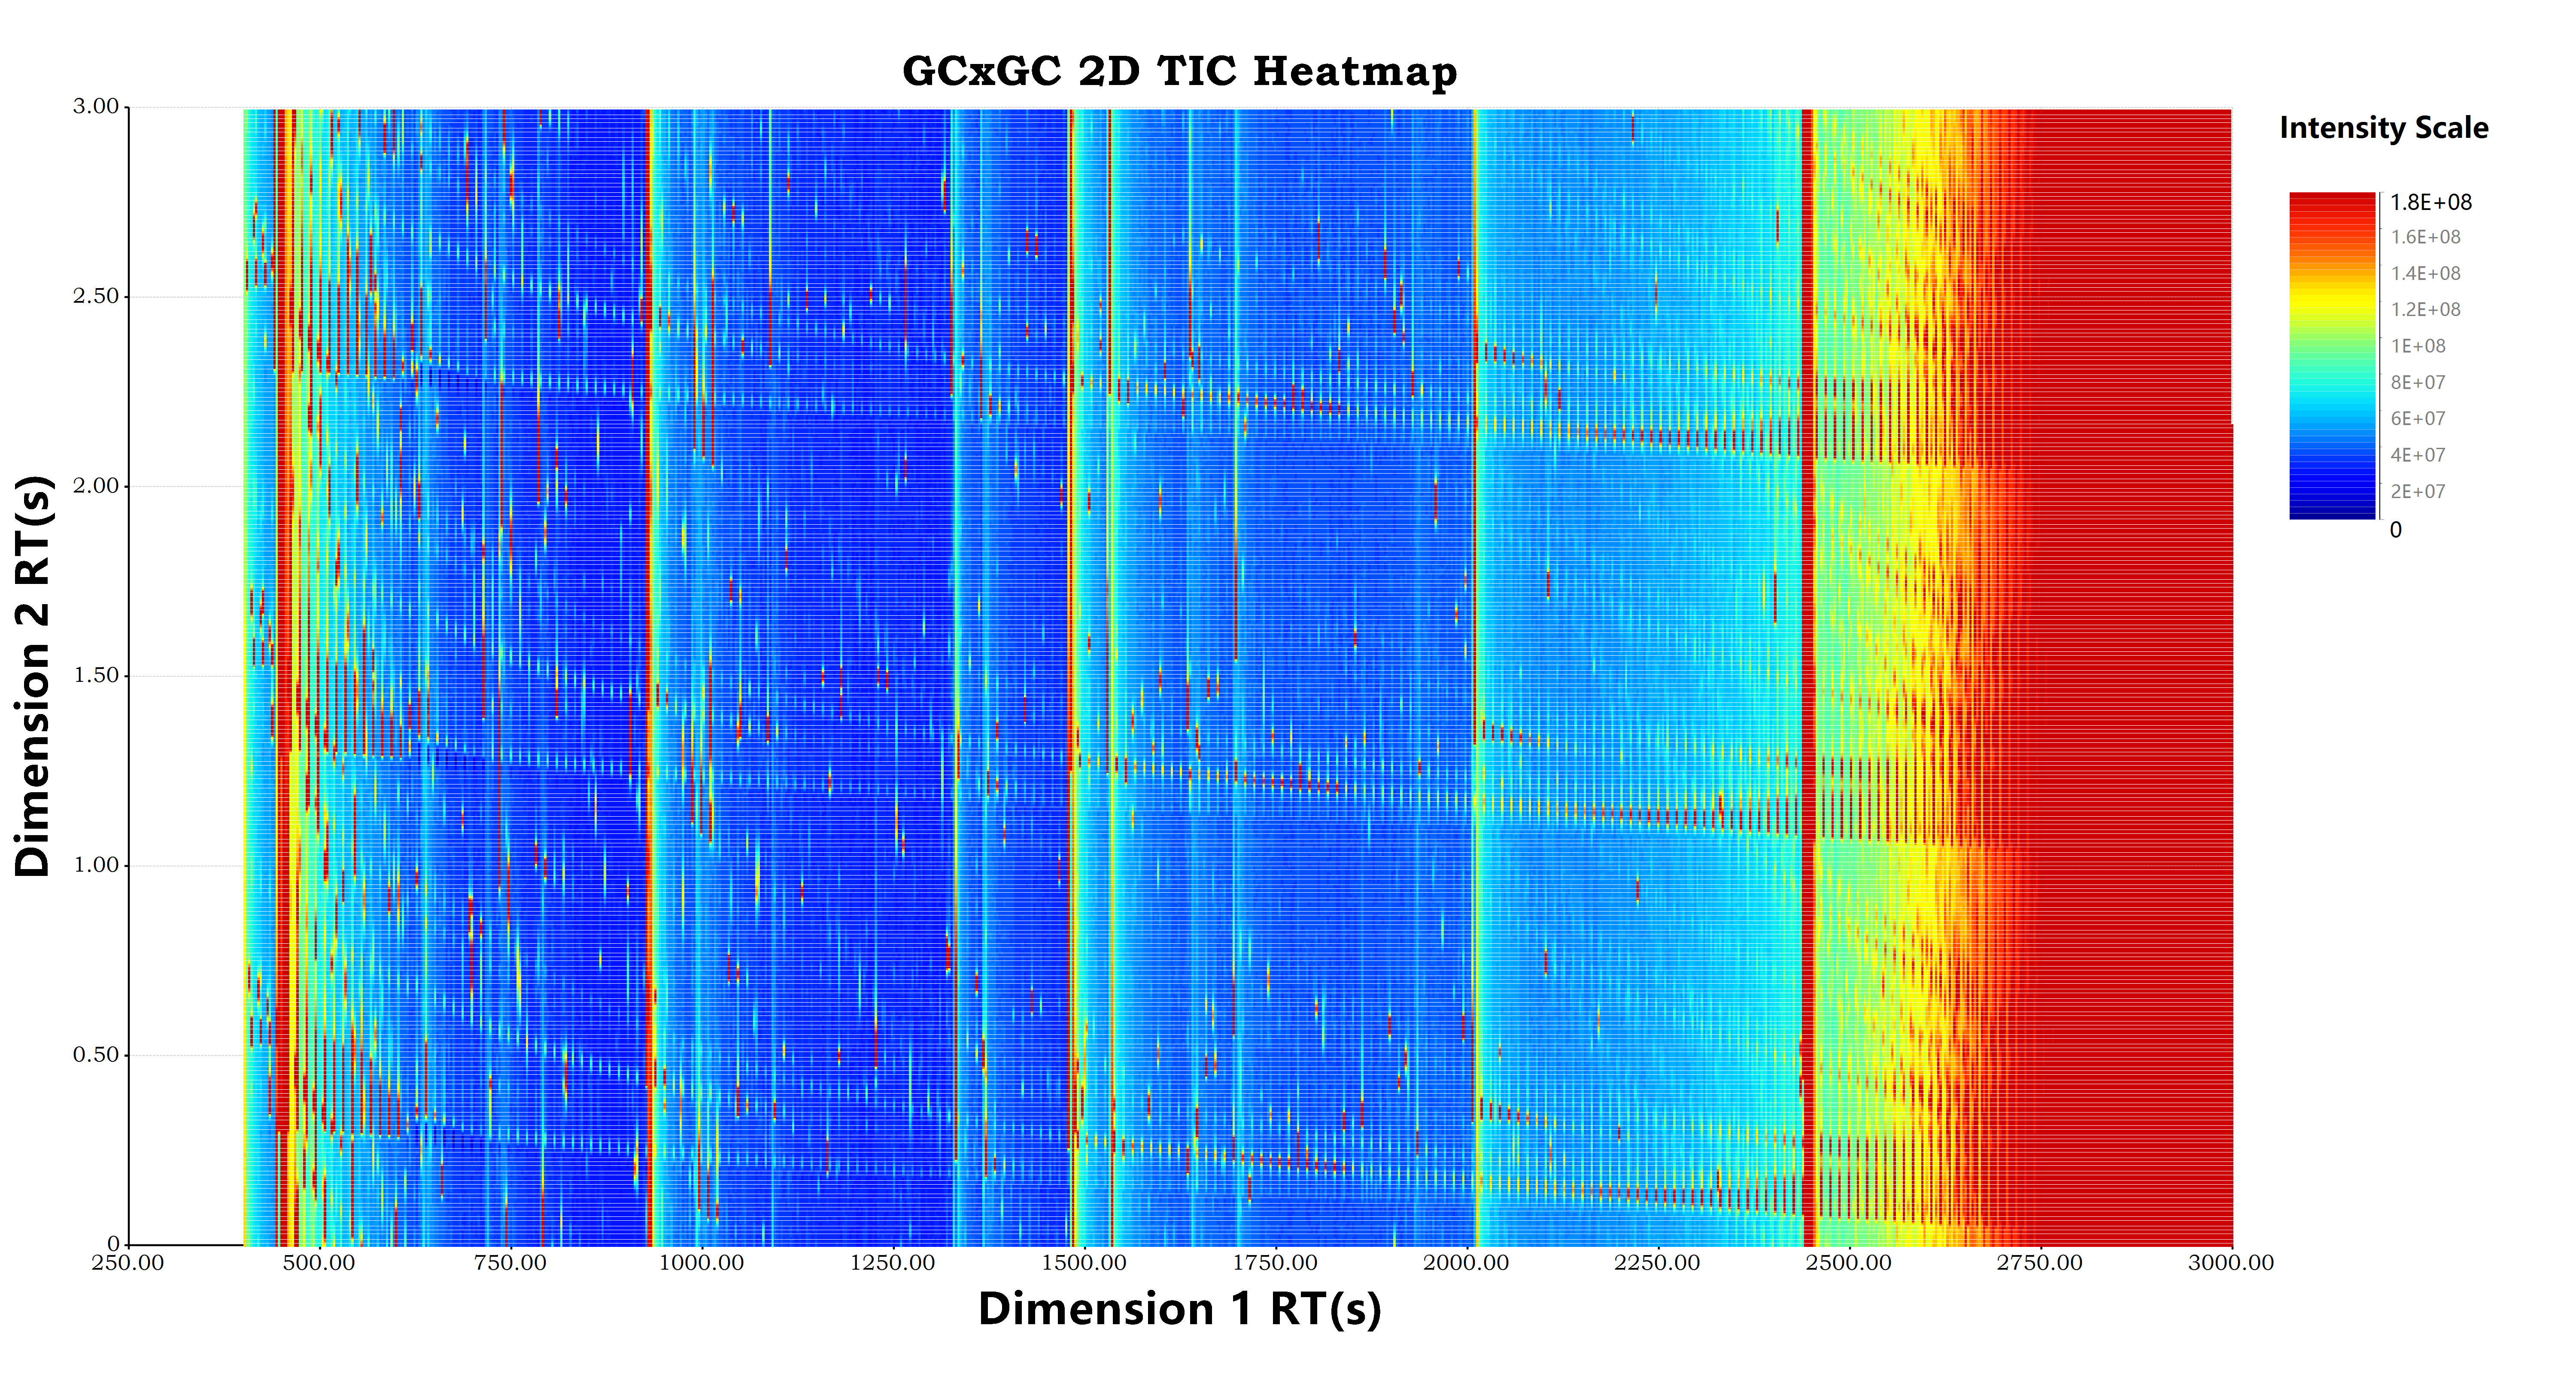 GCxGC 2D TIC Heatmap
Intensity Scale
1.8E+08
1.6E+08
1.4E+08
1.2E+08
1E+08
8E+07
6E+07
4E+07
2E+07
0
Dimension 2 RT(s)
3.00
2.50
2.00
1.50
1.00
0.50
0
250.00 500.00 750.00 1000.00 1250.00 1500.00 1750.00 2000.00 2250.00 2500.00 2750.00 3000.00
Dimension 1 RT(s)